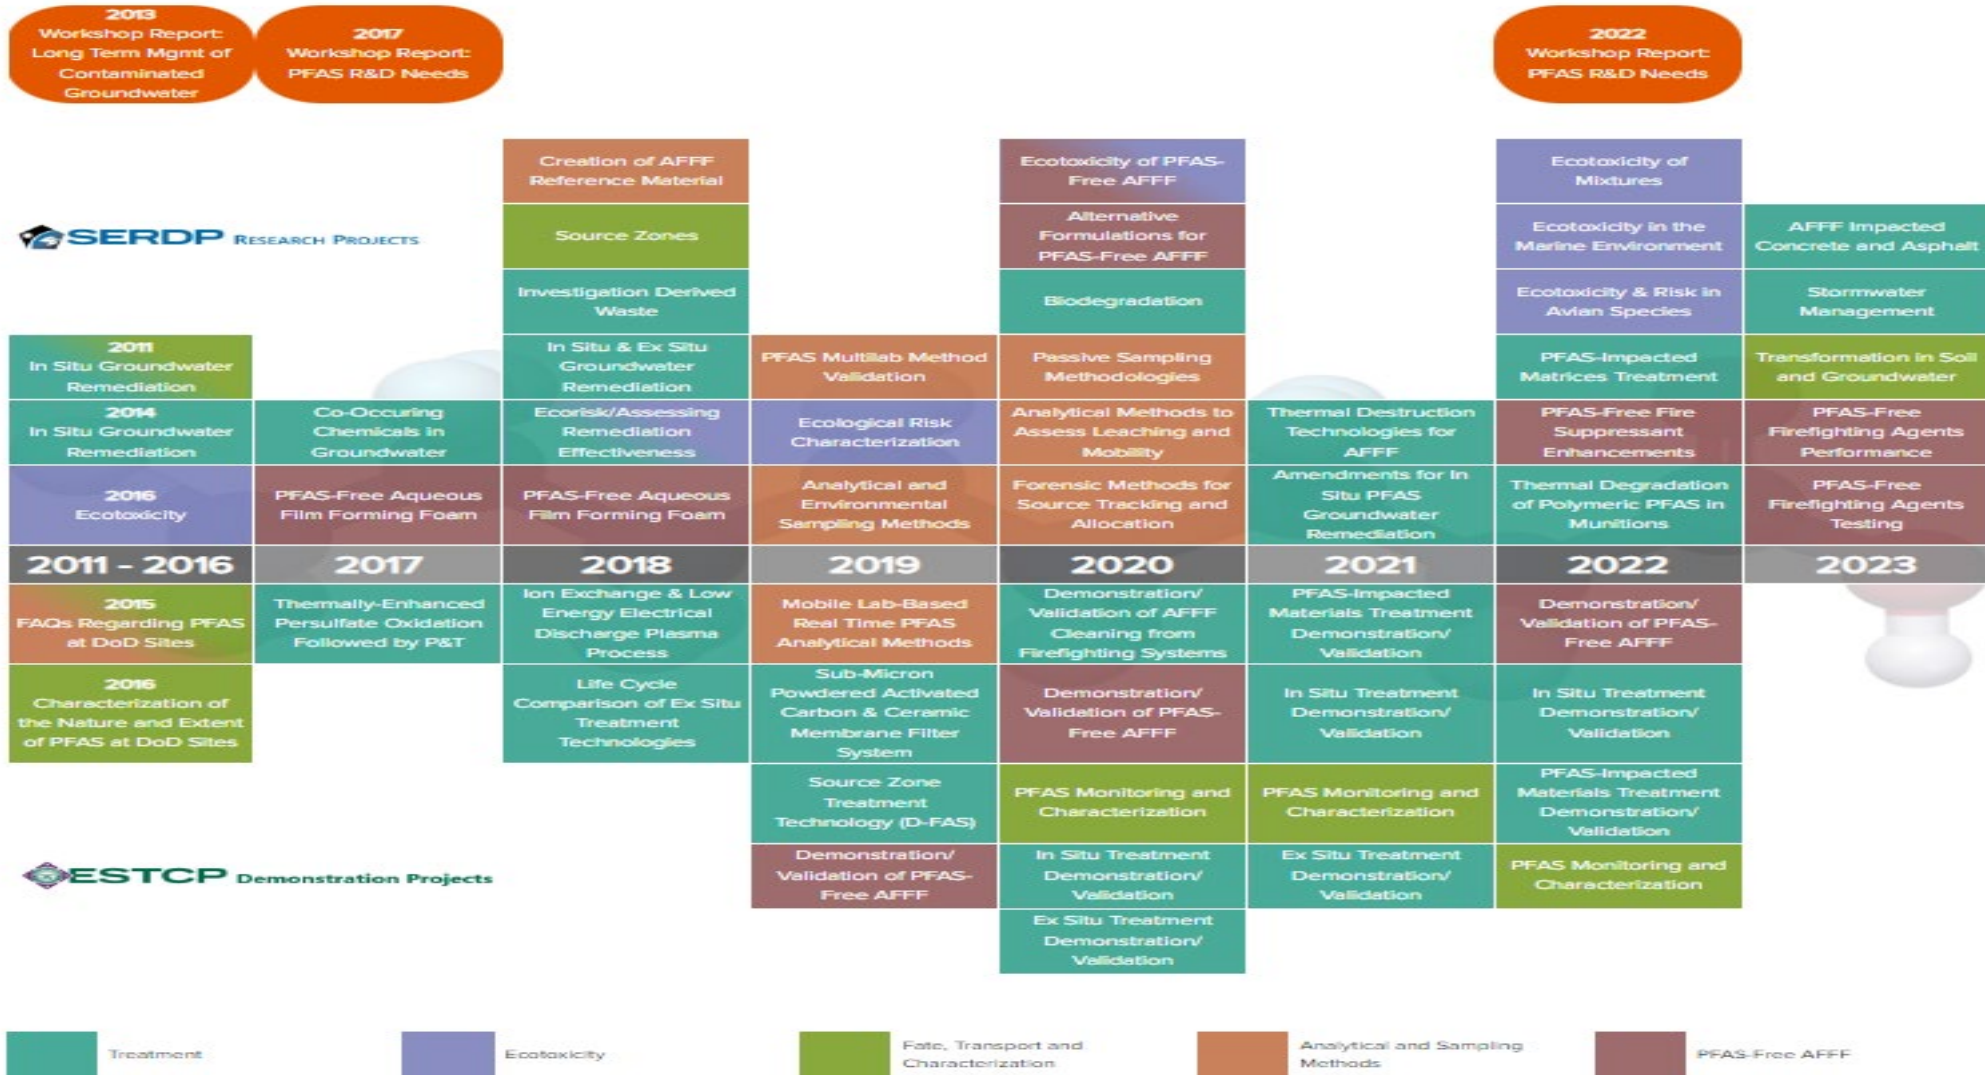 2013
Workshop Report:
Long Term Mgmt of
Contaminated
Groundwater
2017
Workshop Report:
PFAS R&D Needs
2022
Workshop Report:
PFAS R&D Needs
SERDP RESEARCH PROJECTS
2011
In Situ Groundwater
Remediation
2014
In Situ Groundwater
Remediation
2016
Ecotoxicity
Co-Occuring
Chemicals in
Groundwater
PFAS-Free Aqueous
Film Forming Foam
Creation of AFFF
Reference Material
Source Zones
Investigation Derived
Waste
In Situ & Ex Situ
Groundwater
Remediation
Ecorisk/Assessing
Remediation
Effectiveness
PFAS-Free Aqueous
Film Forming Foam
PFAS Multilab Method
Validation
Ecological Risk
Characterization
Analytical and
Environmental
Sampling Methods
Ecotoxicity of PFAS-
Free AFFF
Alternative
Formulations for
PFAS-Free AFFF
Biodegradation
Passive Sampling
Methodologies
Analytical Methods to
Assess Leaching and
Mobility
Forensic Methods for
Source Tracking and
Allocation
Thermal Destruction
Technologies for
AFFF
Amendments for In
Situ PFAS
Groundwater
Remediation
Ecotoxicity of
Mixtures
Ecotoxicity in the
Marine Environment
Ecotoxicity & Risk in
Avian Species
PFAS-Impacted
Matrices Treatment
PFAS-Free Fire
Suppressant
Enhancements
Thermal Degradation
of Polymeric PFAS in
Munitions
AFFF Impacted
Concrete and Asphalt
Stormwater
Management
Transformation in Soil
and Groundwater
PFAS-Free
Firefighting Agents
Performance
PFAS-Free
Firefighting Agents
Testing
2011 - 2016
2017
2018
2019
2020
2021
2022
2023
2015
FAQs Regarding PFAS
at DoD Sites
2016
Characterization of
the Nature and Extent
of PFAS at DoD Sites
Thermally-Enhanced
Persulfate Oxidation
Followed by P&T
Ion Exchange & Low
Energy Electrical
Discharge Plasma
Process
Life Cycle
Comparison of Ex Situ
Treatment
Technologies
Mobile Lab-Based
Real Time PFAS
Analytical Methods
Sub-Micron
Powdered Activated
Carbon & Ceramic
Membrane Filter
System
Source Zone
Treatment
Technology (D-FAS)
Demonstration/
Validation of PFAS-
Free AFFF
Demonstration/
Validation of AFFF
Cleaning from
Firefighting Systems
Demonstration/
Validation of PFAS-
Free AFFF
PFAS Monitoring and
Characterization
In Situ Treatment
Demonstration/
Validation
Ex Situ Treatment
Demonstration/
Validation
PFAS-Impacted
Materials Treatment
Demonstration/
Validation
In Situ Treatment
Demonstration/
Validation
PFAS Monitoring and
Characterization
Ex Situ Treatment
Demonstration/
Validation
Demonstration/
Validation of PFAS-
Free AFFF
In Situ Treatment
Demonstration/
Validation
PFAS-Impacted
Materials Treatment
Demonstration/
Validation
PFAS Monitoring and
Characterization
ESTCP Demonstration Projects
Treatment
Ecotoxicity
Fate, Transport and
Characterization
Analytical and Sampling
Methods
PFAS-Free AFFF